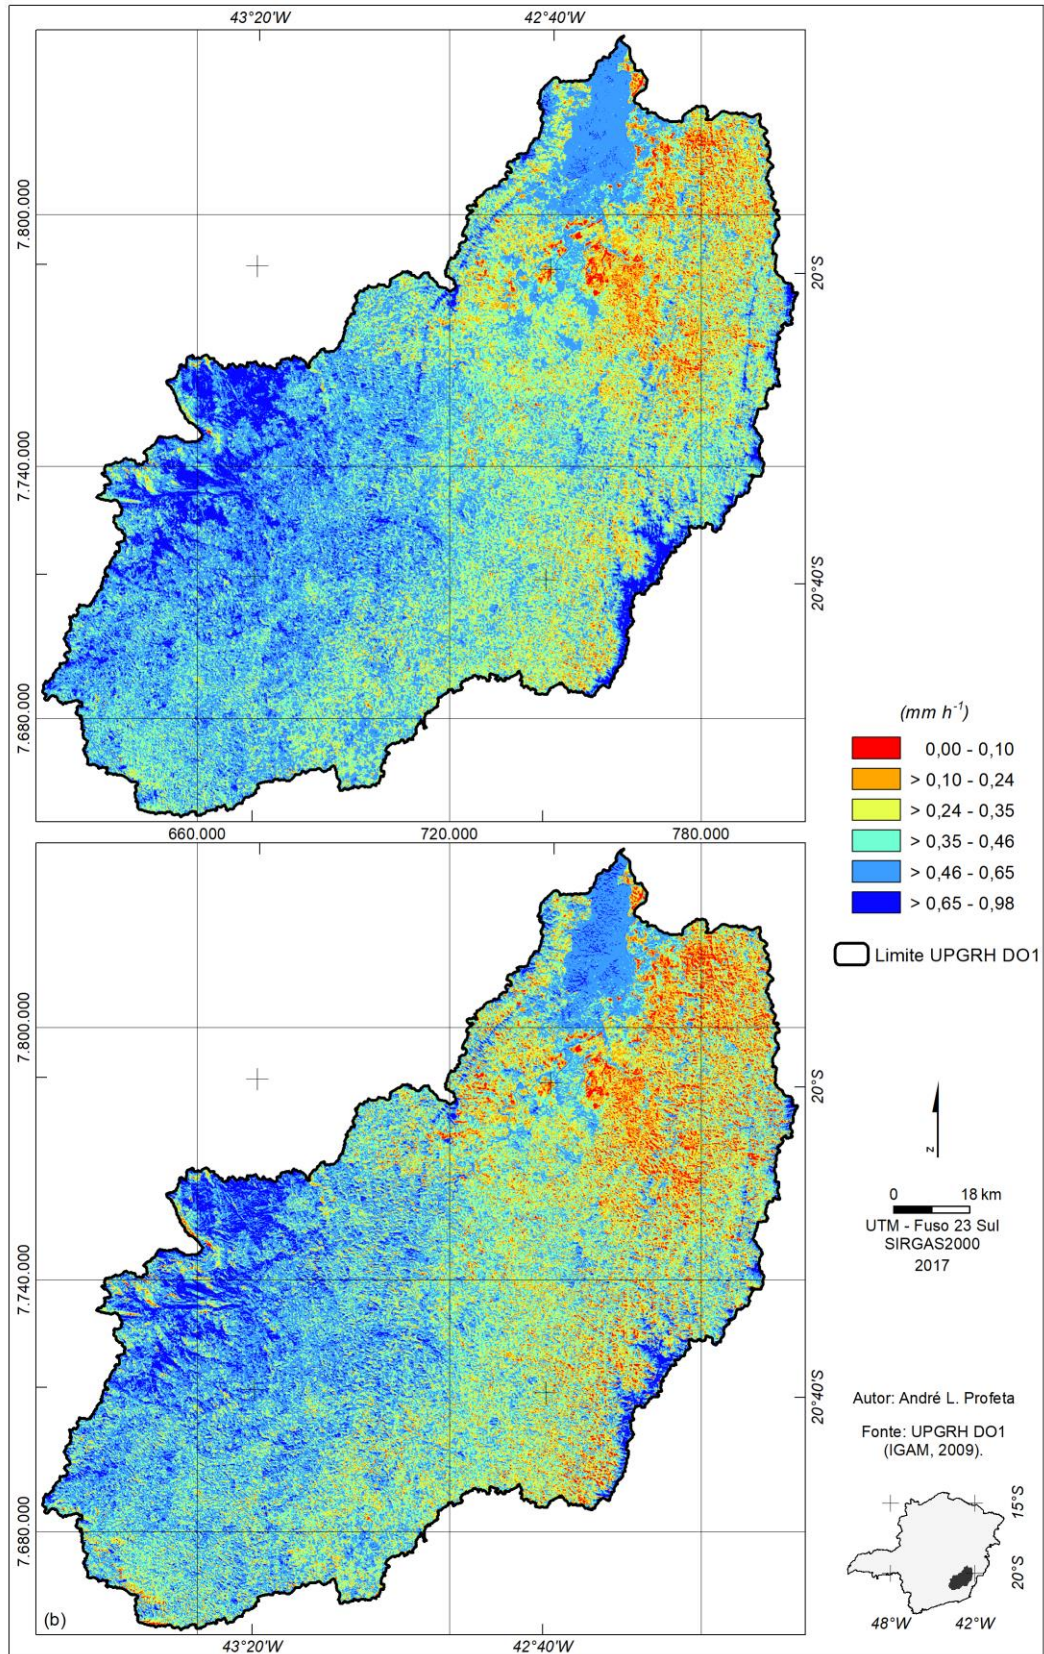 43°20'W
42°40'W
7.800.000
20°S
7.740.000
20°40'S
7.680.000
660.000
720.000
780.000
(mm h⁻¹)
0,00 - 0,10
> 0,10 - 0,24
> 0,24 - 0,35
> 0,35 - 0,46
> 0,46 - 0,65
> 0,65 - 0,98
Limite UPGRH DO1
7.800.000
20°S
N
0 18 km
UTM - Fuso 23 Sul
SIRGAS2000
2017
7.740.000
20°40'S
Autor: André L. Profeta
Fonte: UPGRH DO1
(IGAM, 2009).
7.680.000
15°S
20°S
48°W
42°W
(b)
43°20'W
42°40'W